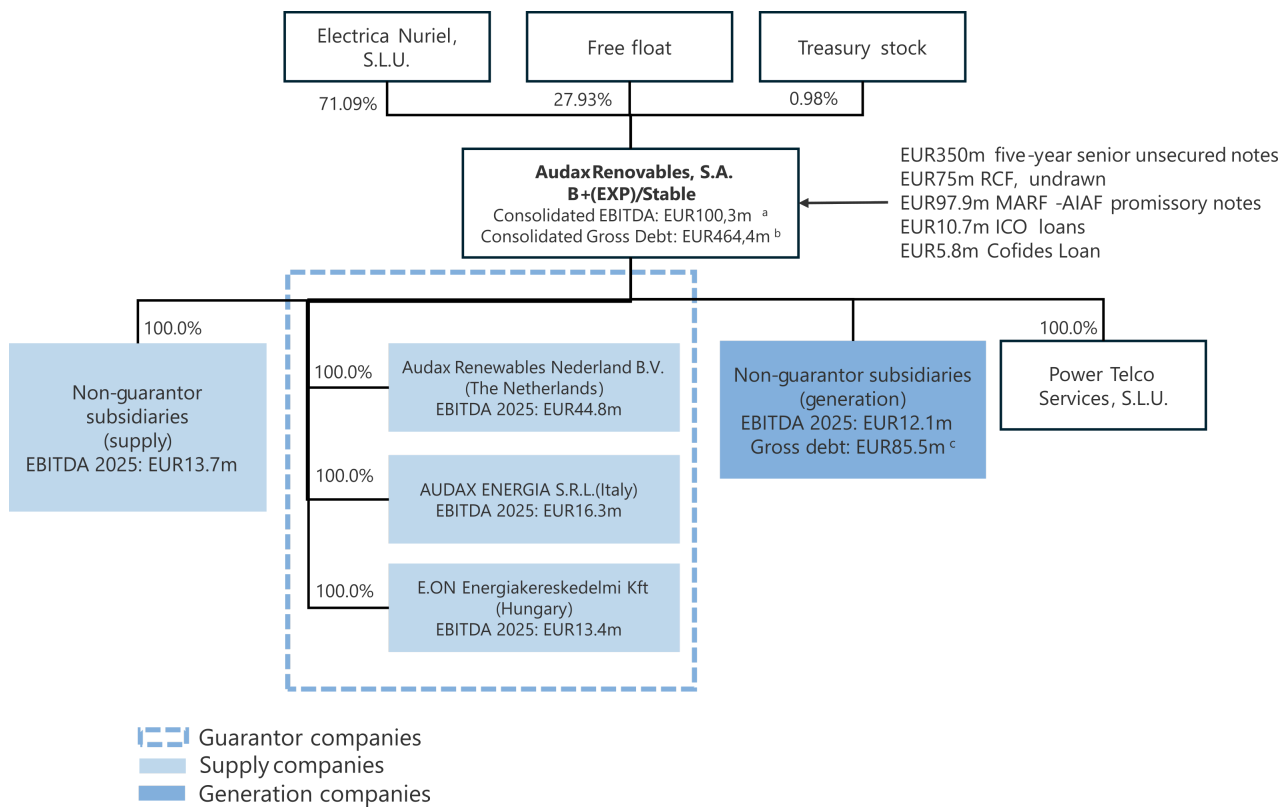 Electrica Nuriel,
S.L.U.
Free float
Treasury stock
71.09%
27.93%
0.98%
Audax Renovables, S.A.
B+(EXP)/Stable
Consolidated EBITDA: EUR100,3m a
Consolidated Gross Debt: EUR464,4m b
EUR350m five-year senior unsecured notes
EUR75m RCF, undrawn
EUR97.9m MARF -AIAF promissory notes
EUR10.7m ICO loans
EUR5.8m Cofides Loan
100.0%
Non-guarantor
subsidiaries
(supply)
EBITDA 2025: EUR13.7m
100.0%
Audax Renewables Nederland B.V.
(The Netherlands)
EBITDA 2025: EUR44.8m
100.0%
AUDAX ENERGIA S.R.L.(Italy)
EBITDA 2025: EUR16.3m
100.0%
E.ON Energiakereskedelmi Kft
(Hungary)
EBITDA 2025: EUR13.4m
Non-guarantor subsidiaries
(generation)
EBITDA 2025: EUR12.1m
Gross debt: EUR85.5m c
100.0%
Power Telco
Services, S.L.U.
Guarantor companies
Supply companies
Generation companies